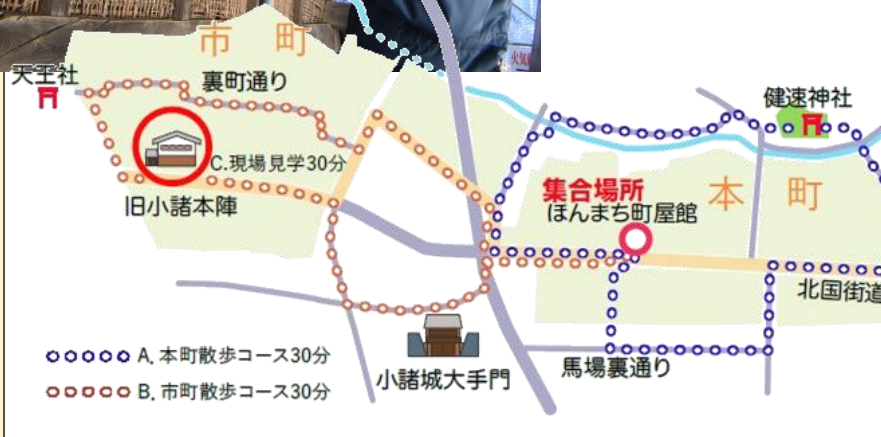 火気
市町
天王社
裏町通り
健速神社
C.現場見学30分
集合場所
ほんまち町屋館
本町
旧小諸本陣
北国街道
A. 本町散歩コース30分
B. 市町散歩コース30分
小諸城大手門
馬場裏通り